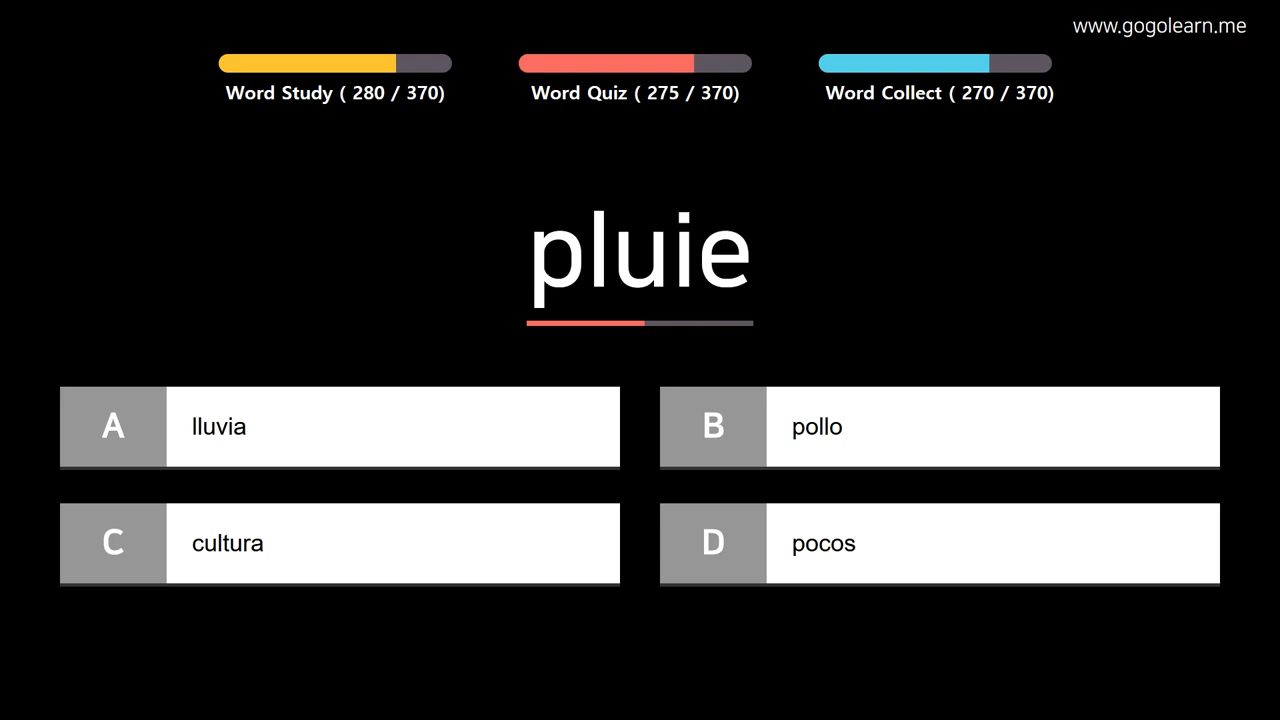 www.gogolearn.me
Word Study ( 280 / 370)
Word Quiz ( 275 / 370)
Word Collect ( 270 / 370)
pluie
A lluvia
B pollo
C cultura
D pocos